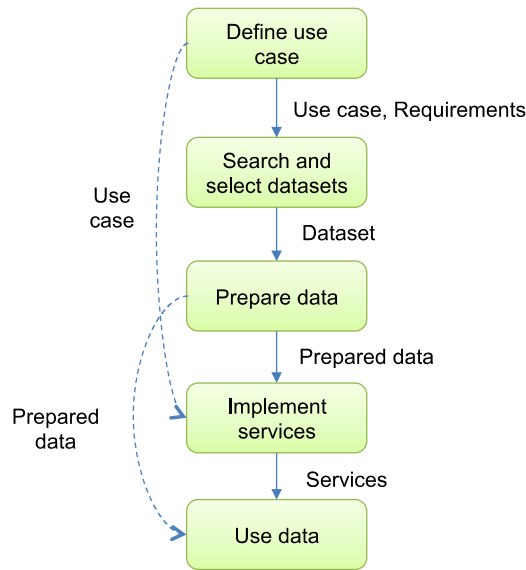 Define use
case
Use case, Requirements
Search and
select datasets
Use
case
Dataset
Prepare data
Prepared data
Implement
services
Prepared
data
Services
Use data